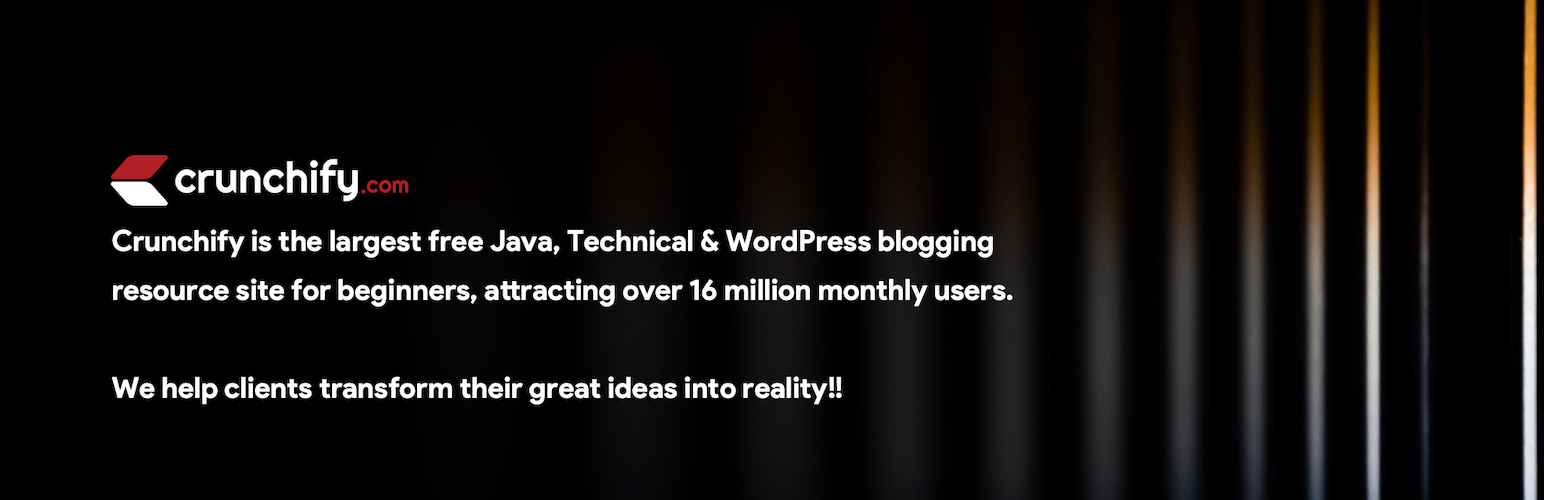 crunchify.com
Crunchify is the largest free Java, Technical & WordPress blogging
resource site for beginners, attracting over 16 million monthly users.
We help clients transform their great ideas into reality!!